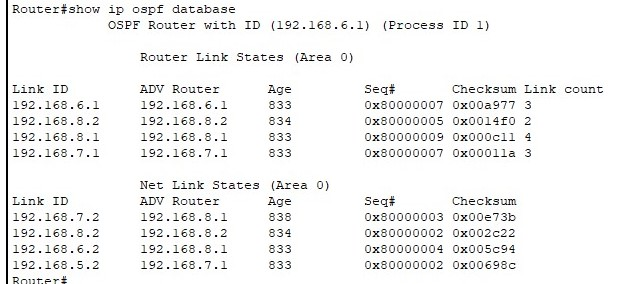 Router#show ip ospf database
OSPF Router with ID (192.168.6.1) (Process ID 1)
Router Link States (Area 0)
Link ID ADV Router Age Seq# Checksum Link count
192.168.6.1 192.168.6.1 833 0x80000007 0x00a977 3
192.168.8.2 192.168.8.2 834 0x80000005 0x0014f0 2
192.168.8.1 192.168.8.1 833 0x80000009 0x000c11 4
192.168.7.1 192.168.7.1 833 0x80000007 0x00011a 3
Net Link States (Area 0)
Link ID ADV Router Age Seq# Checksum
192.168.7.2 192.168.8.1 838 0x80000003 0x00e73b
192.168.8.2 192.168.8.2 834 0x80000002 0x002c22
192.168.6.2 192.168.8.1 833 0x80000004 0x005c94
192.168.5.2 192.168.7.1 833 0x80000002 0x00698c
Router#